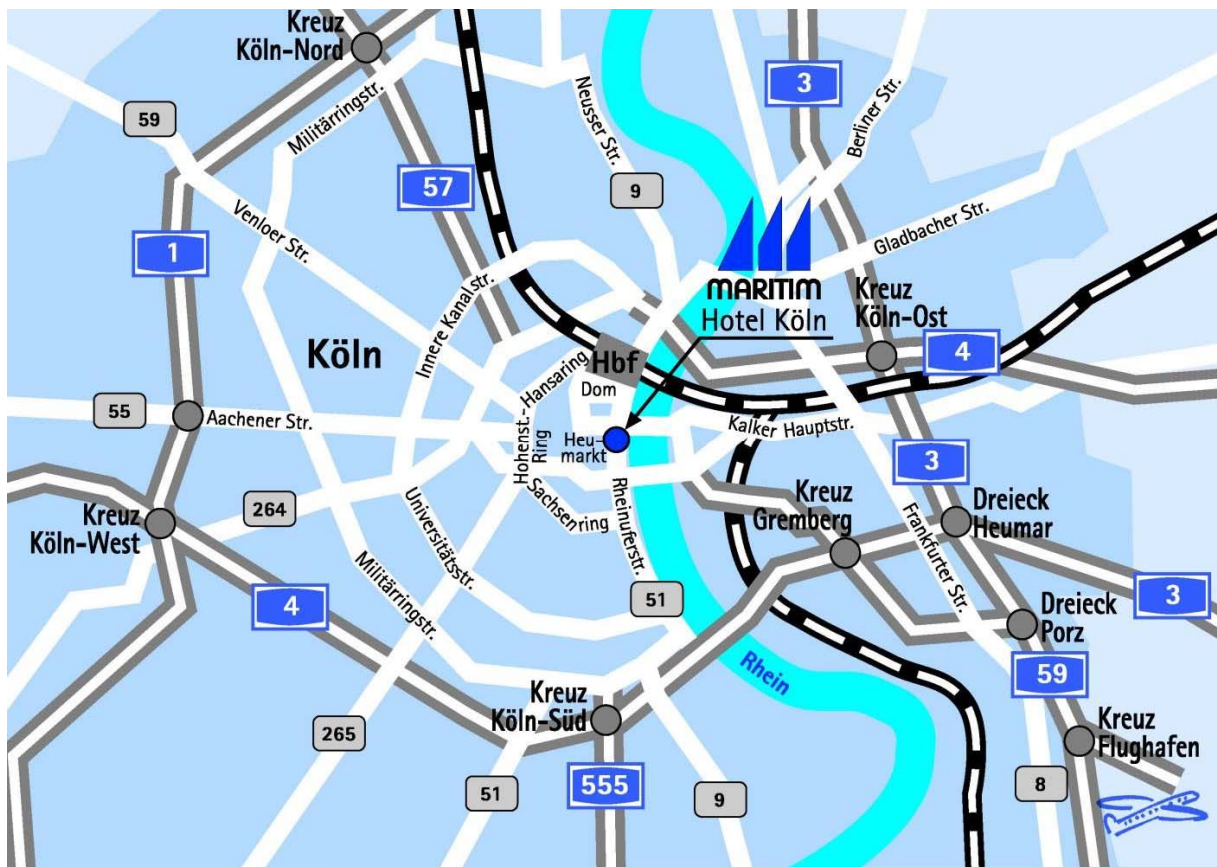 Kreuz
Köln-Nord
3
59
Militärringstr.
Neusser Str.
Berliner Str.
57
9
Venloer Str.
1
Gladbacher Str.
MARITIM
Hotel Köln
Innere Kanalstr.
Kreuz
Köln-Ost
4
Köln
Hbf
Hansaring
Dom
55
Aachener Str.
Hohenst.-
Ring
Heu-
markt
Kalker Hauptstr.
3
264
Kreuz
Köln-West
Universitätsstr.
Sachsenring
Rheinuferstr.
Kreuz
Gremberg
Dreieck
Heumar
Frankfurter Str.
4
Militärringstr.
51
3
Dreieck
Porz
Rhein
59
Kreuz
Köln-Süd
265
Kreuz
Flughafen
51
555
9
8